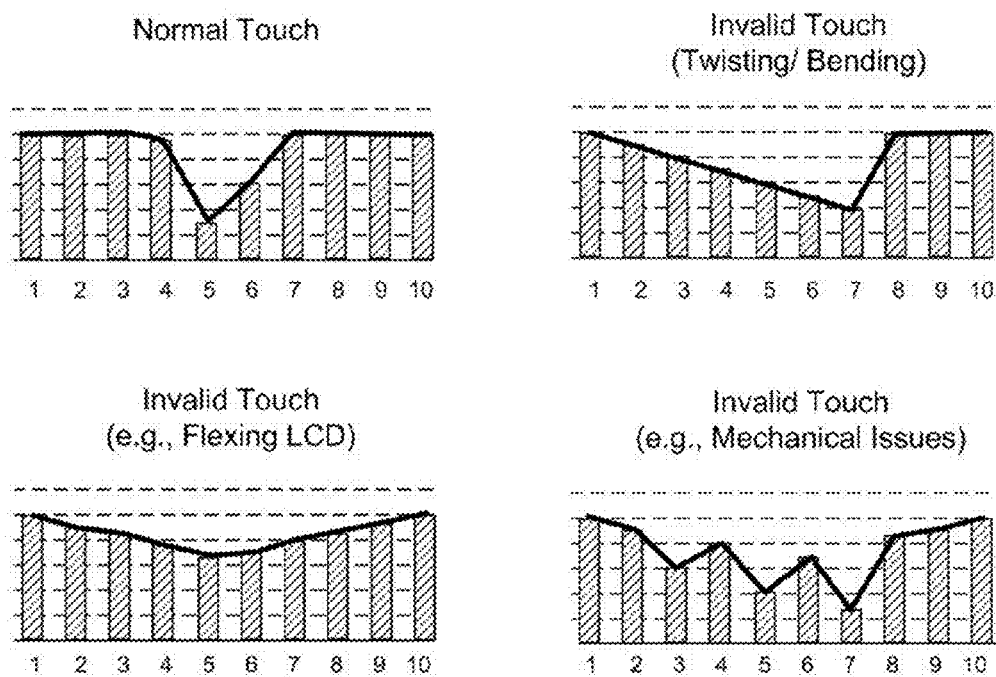 Normal Touch
1 2 3 4 5 6 7 8 9 10
Invalid Touch
(Twisting/ Bending)
1 2 3 4 5 6 7 8 9 10
Invalid Touch
(e.g., Flexing LCD)
1 2 3 4 5 6 7 8 9 10
Invalid Touch
(e.g., Mechanical Issues)
1 2 3 4 5 6 7 8 9 10